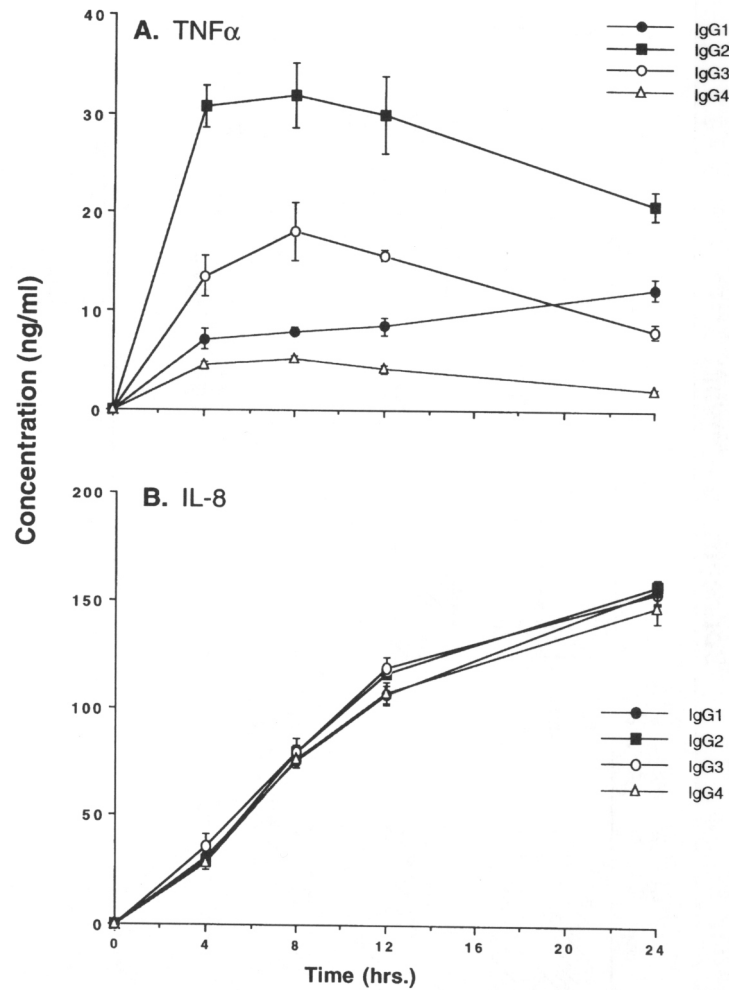 A. TNFα
IgG1
IgG2
IgG3
IgG4
40
30
20
10
0
Concentration (ng/ml)
B. IL-8
200
150
100
50
0
IgG1
IgG2
IgG3
IgG4
0 4 8 12 16 20 24
Time (hrs.)